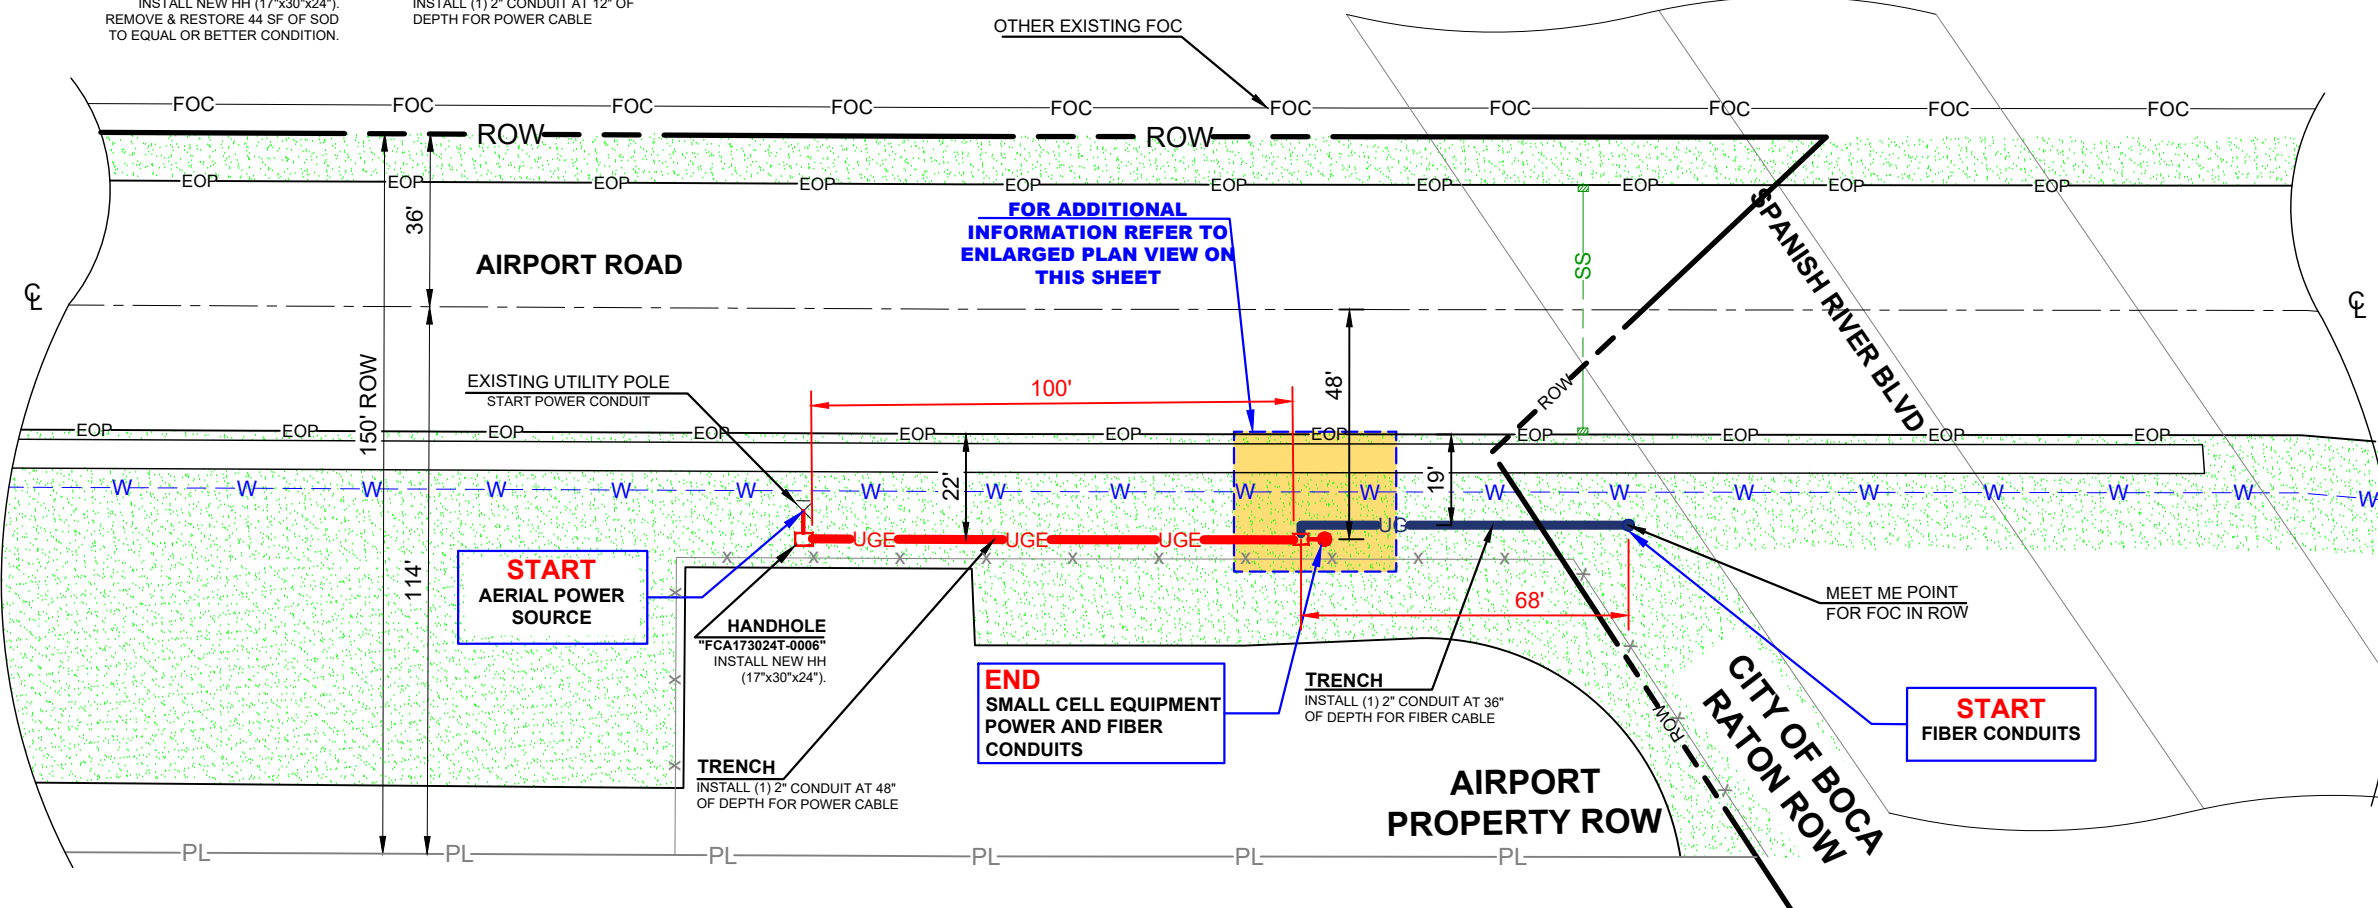 INSTALL NEW HH (17"x30"x24").
REMOVE & RESTORE 44 SF OF SOD
TO EQUAL OR BETTER CONDITION.
INSTALL (1) 2" CONDUIT AT 12" OF
DEPTH FOR POWER CABLE
OTHER EXISTING FOC
FOC FOC FOC FOC FOC FOC FOC FOC FOC FOC
ROW ROW
EOP EOP EOP EOP EOP EOP EOP EOP EOP EOP
36'
FOR ADDITIONAL
INFORMATION REFER TO
ENLARGED PLAN VIEW ON
THIS SHEET
AIRPORT ROAD
SS
SPANISH RIVER BLVD
CL CL
150' ROW
EXISTING UTILITY POLE
START POWER CONDUIT
100'
48'
ROW
EOP EOP EOP EOP EOP EOP EOP EOP EOP EOP EOP
22'
19'
W W W W W W W W W W W W W W W W W W W
UGE UGE UGE
UG
X X X X X X X X X X X X X X X X X
114'
START
AERIAL POWER
SOURCE
HANDHOLE
"FCA173024T-0006"
INSTALL NEW HH
(17"x30"x24").
68'
MEET ME POINT
FOR FOC IN ROW
END
SMALL CELL EQUIPMENT
POWER AND FIBER
CONDUITS
TRENCH
INSTALL (1) 2" CONDUIT AT 36"
OF DEPTH FOR FIBER CABLE
START
FIBER CONDUITS
CITY OF BOCA
RATON ROW
ROW
TRENCH
INSTALL (1) 2" CONDUIT AT 48"
OF DEPTH FOR POWER CABLE
AIRPORT
PROPERTY ROW
PL PL PL PL PL PL